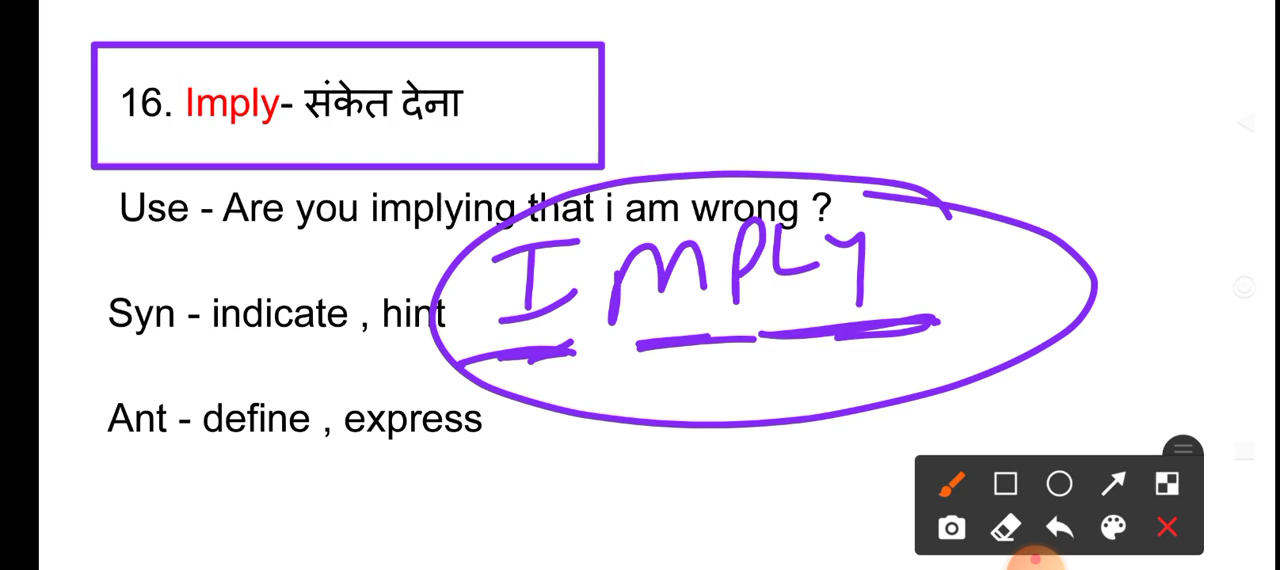 16. Imply- संकेत देना
Use - Are you implying that i am wrong ?
IMPLY
Syn - indicate , hint
Ant - define , express